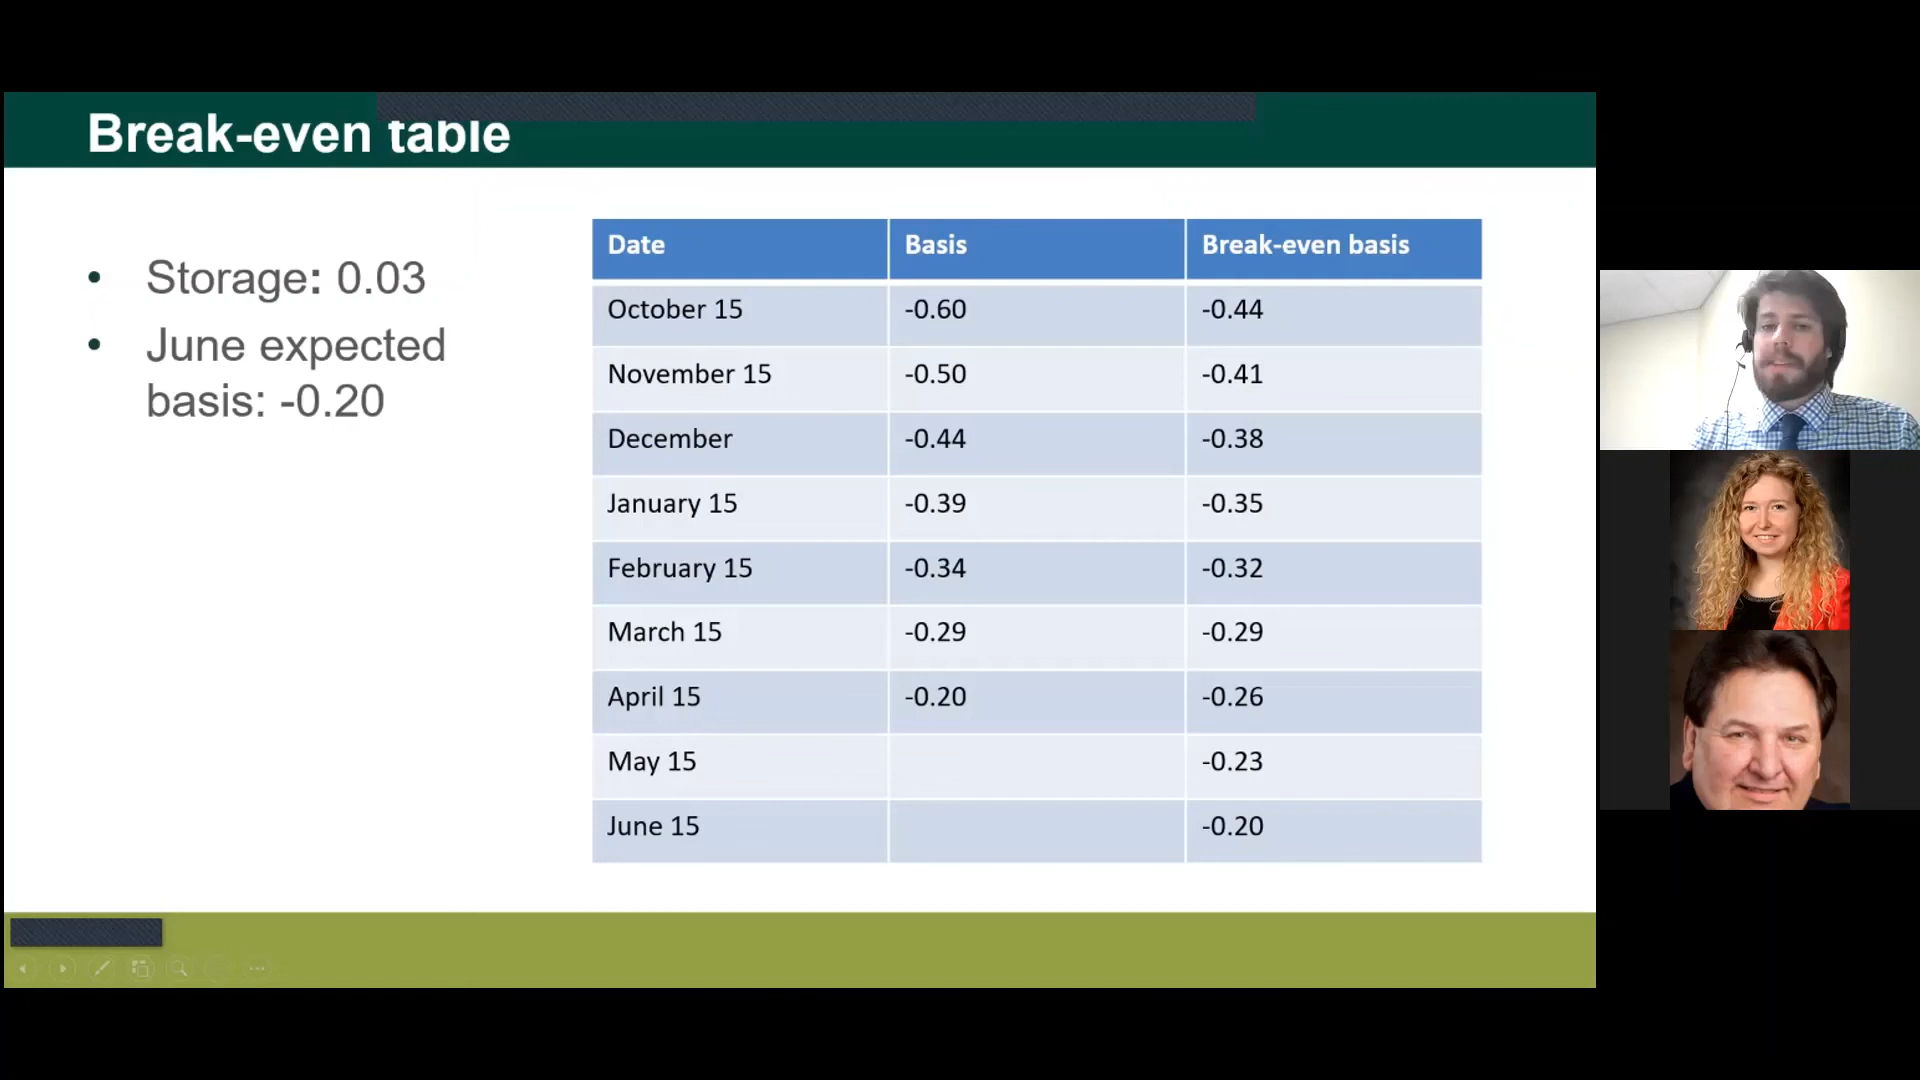 Break-even table
• Storage: 0.03
• June expected
basis: -0.20
Date Basis Break-even basis
October 15 -0.60 -0.44
November 15 -0.50 -0.41
December -0.44 -0.38
January 15 -0.39 -0.35
February 15 -0.34 -0.32
March 15 -0.29 -0.29
April 15 -0.20 -0.26
May 15 -0.23
June 15 -0.20